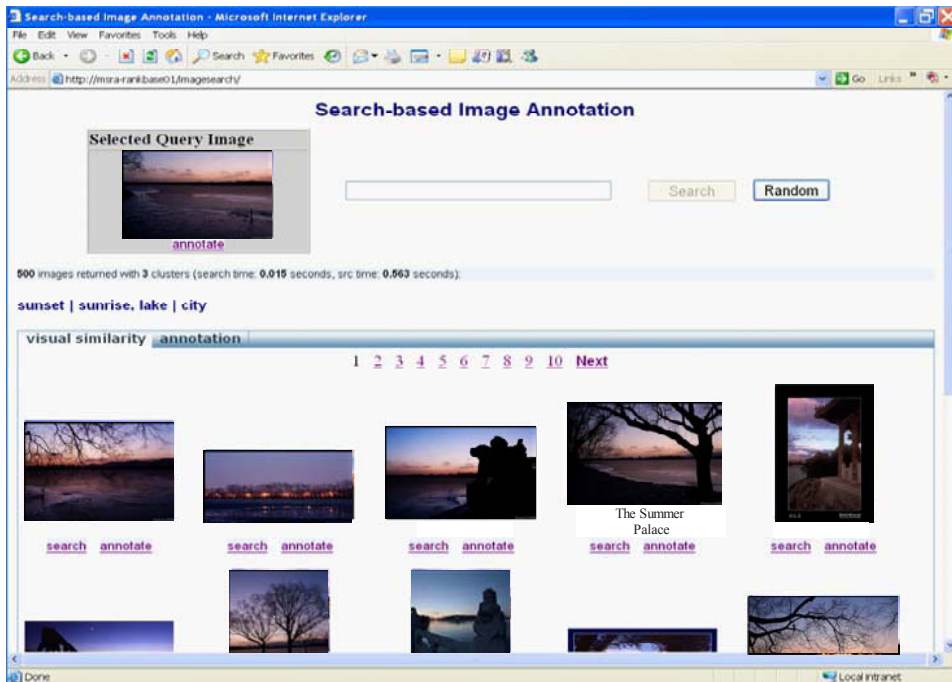 Search-based Image Annotation - Microsoft Internet Explorer
File Edit View Favorites Tools Help
Back Search Favorites
Address http://msra-rankbase01/imagesearch/ Go Links »
Search-based Image Annotation
Selected Query Image
annotate
Search Random
500 images returned with 3 clusters (search time: 0.015 seconds, src time: 0.563 seconds):
sunset | sunrise, lake | city
visual similarity annotation
1 2 3 4 5 6 7 8 9 10 Next
The Summer
Palace
search annotate search annotate search annotate search annotate search annotate
Done Local intranet